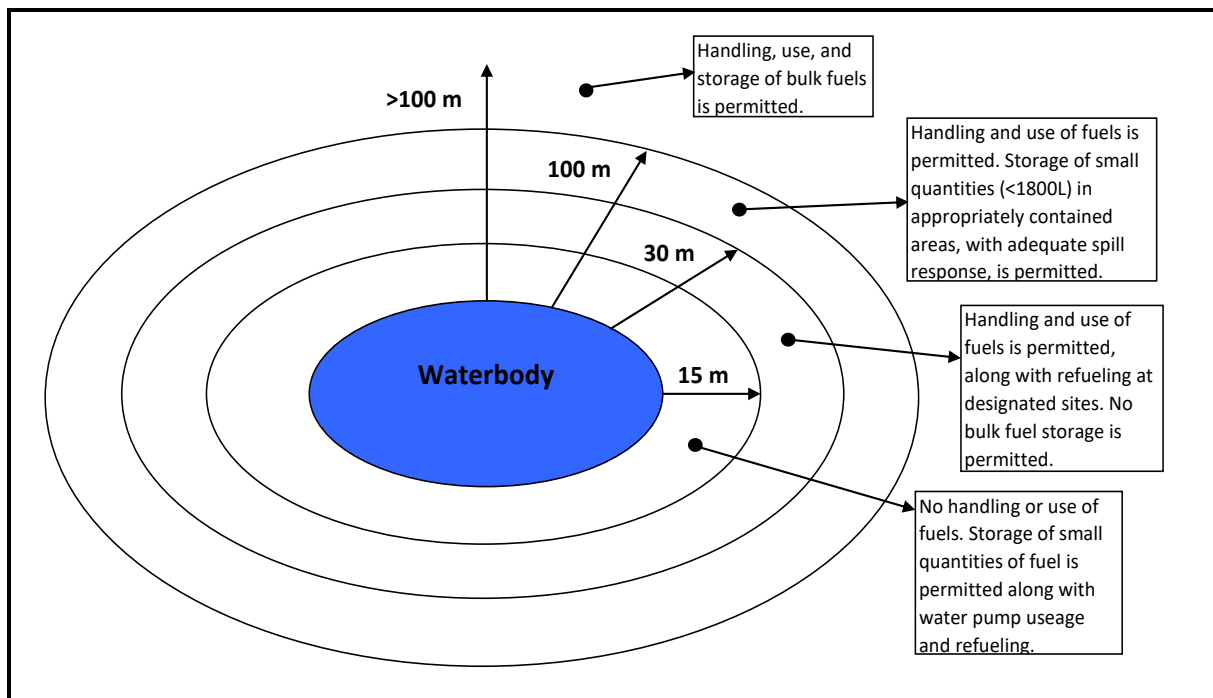 Handling, use, and
storage of bulk fuels
is permitted.
>100 m
Handling and use of fuels is
permitted. Storage of small
quantities (<1800L) in
appropriately contained
areas, with adequate spill
response, is permitted.
100 m
30 m
Handling and use of
fuels is permitted,
along with refueling at
designated sites. No
bulk fuel storage is
permitted.
Waterbody
15 m
No handling or use of
fuels. Storage of small
quantities of fuel is
permitted along with
water pump useage
and refueling.